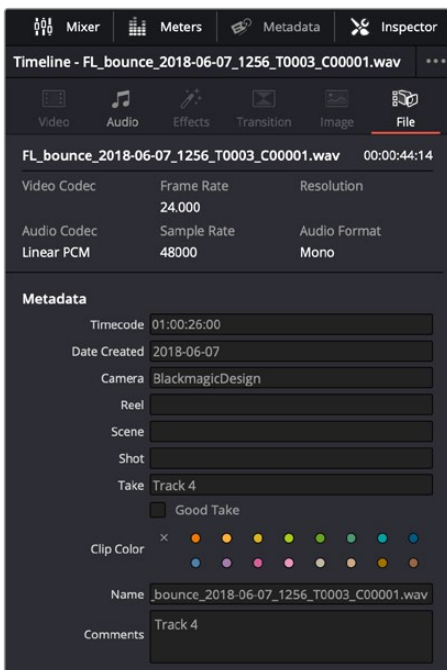 Mixer Meters Metadata Inspector
Timeline - FL_bounce_2018-06-07_1256_T0003_C00001.wav
Video Audio Effects Transition Image File
FL_bounce_2018-06-07_1256_T0003_C00001.wav 00:00:44:14
Video Codec Frame Rate Resolution
24.000
Audio Codec Sample Rate Audio Format
Linear PCM 48000 Mono
Metadata
Timecode 01:00:26:00
Date Created 2018-06-07
Camera BlackmagicDesign
Reel
Scene
Shot
Take Track 4
Good Take
Clip Color
Name _bounce_2018-06-07_1256_T0003_C00001.wav
Comments Track 4